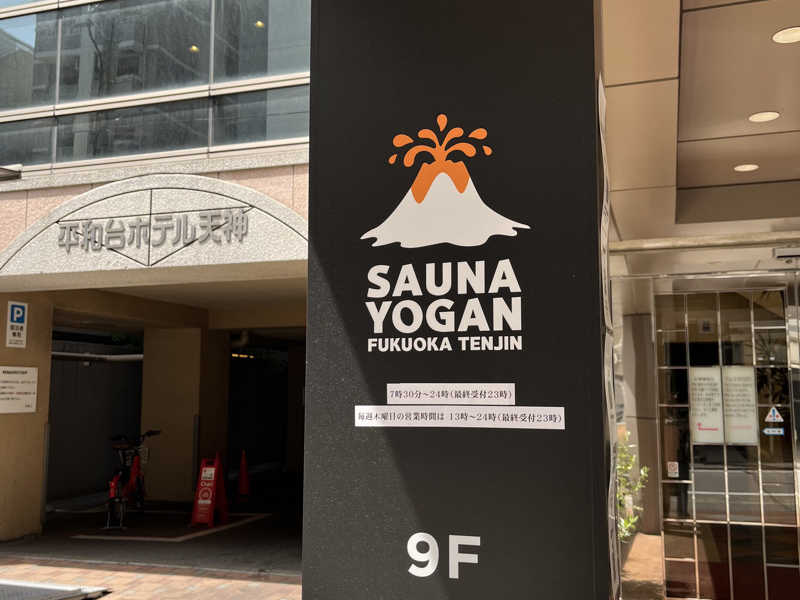 平和台ホテル天神
P
SAUNA
YOGAN
FUKUOKA TENJIN
7時30分〜24時(最終受付23時)
毎週木曜日の営業時間は 13時〜24時(最終受付23時)
9F